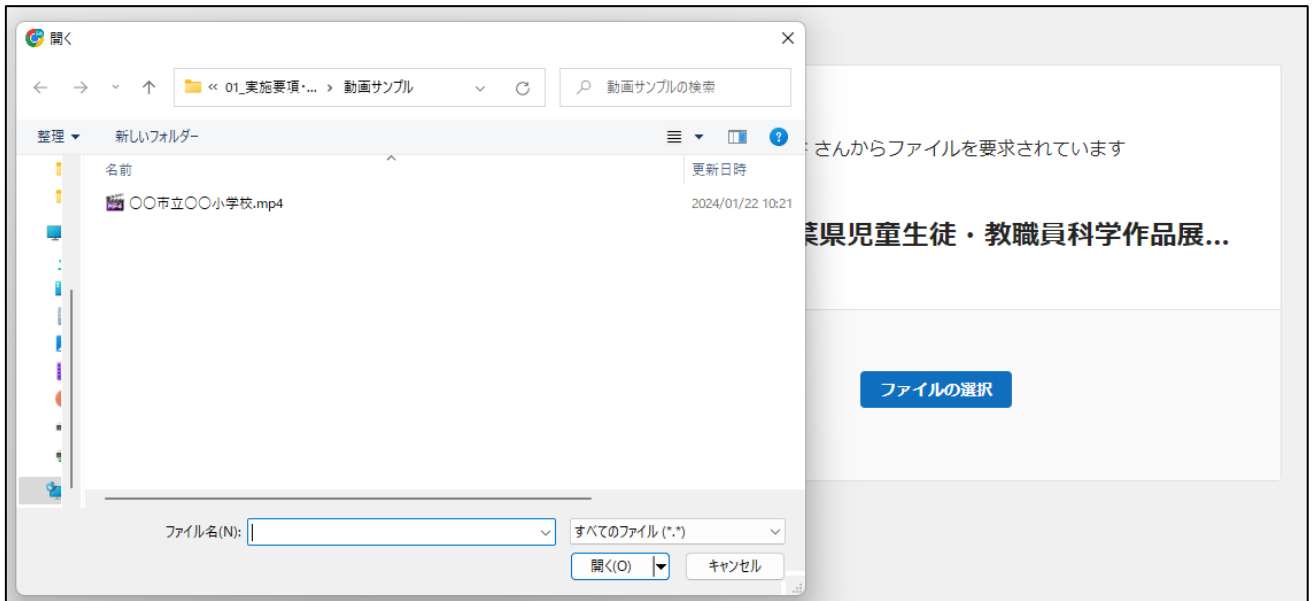 開く
« 01_実施要項・... › 動画サンプル
動画サンプルの検索
整理
新しいフォルダー
名前
更新日時
〇〇市立〇〇小学校.mp4
2024/01/22 10:21
ファイル名(N):
すべてのファイル (*.*)
開く(O)
キャンセル
さんからファイルを要求されています
県児童生徒・教職員科学作品展...
ファイルの選択